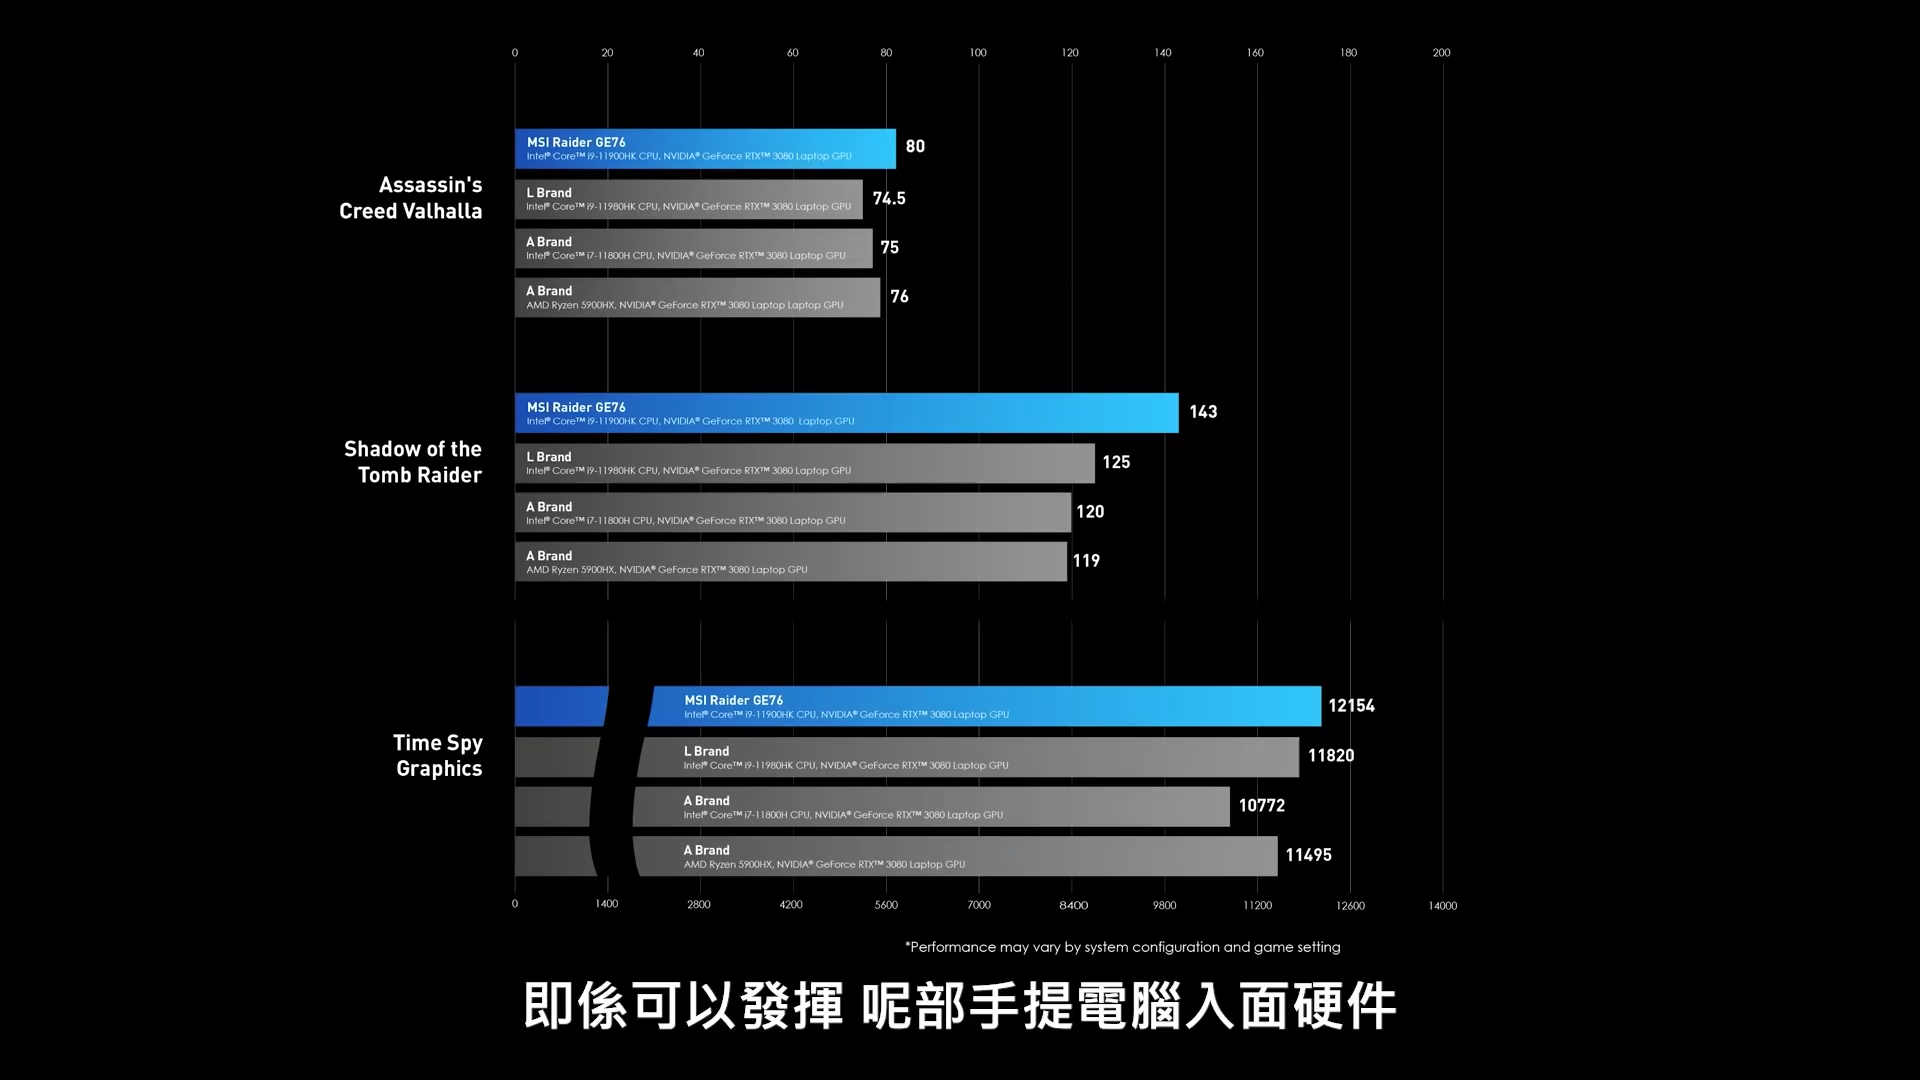 0 20 40 60 80 100 120 140 160 180 200
Assassin's
Creed Valhalla
MSI Raider GE76
Intel® Core™ i9-11900HK CPU, NVIDIA® GeForce RTX™ 3080 Laptop GPU
80
L Brand
Intel® Core™ i9-11980HK CPU, NVIDIA® GeForce RTX™ 3080 Laptop GPU
74.5
A Brand
Intel® Core™ i7-11800H CPU, NVIDIA® GeForce RTX™ 3080 Laptop GPU
75
A Brand
AMD Ryzen 5900HX, NVIDIA® GeForce RTX™ 3080 Laptop Laptop GPU
76
Shadow of the
Tomb Raider
MSI Raider GE76
Intel® Core™ i9-11900HK CPU, NVIDIA® GeForce RTX™ 3080 Laptop GPU
143
L Brand
Intel® Core™ i9-11980HK CPU, NVIDIA® GeForce RTX™ 3080 Laptop GPU
125
A Brand
Intel® Core™ i7-11800H CPU, NVIDIA® GeForce RTX™ 3080 Laptop GPU
120
A Brand
AMD Ryzen 5900HX, NVIDIA® GeForce RTX™ 3080 Laptop GPU
119
Time Spy
Graphics
MSI Raider GE76
Intel® Core™ i9-11900HK CPU, NVIDIA® GeForce RTX™ 3080 Laptop GPU
12154
L Brand
Intel® Core™ i9-11980HK CPU, NVIDIA® GeForce RTX™ 3080 Laptop GPU
11820
A Brand
Intel® Core™ i7-11800H CPU, NVIDIA® GeForce RTX™ 3080 Laptop GPU
10772
A Brand
AMD Ryzen 5900HX, NVIDIA® GeForce RTX™ 3080 Laptop GPU
11495
0 1400 2800 4200 5600 7000 8400 9800 11200 12600 14000
*Performance may vary by system configuration and game setting
即係可以發揮 呢部手提電腦入面硬件